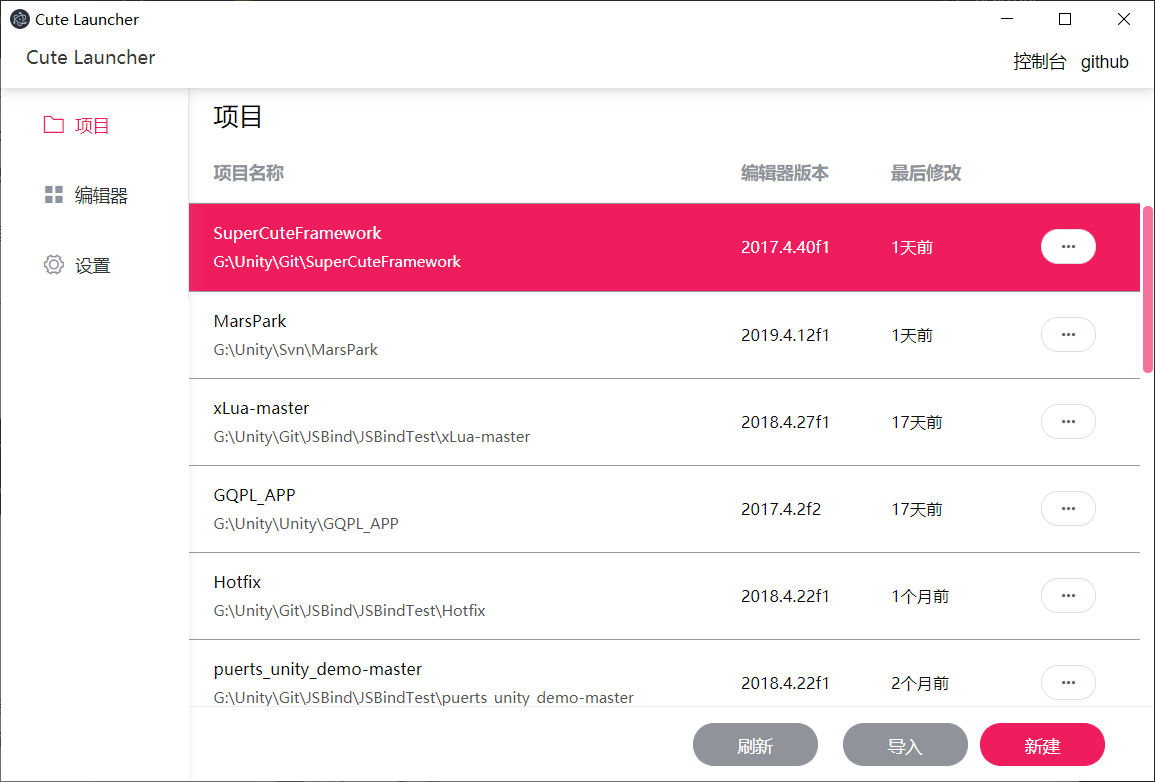 Cute Launcher
Cute Launcher
控制台 github
项目
编辑器
设置
项目
项目名称 编辑器版本 最后修改
SuperCuteFramework
G:\Unity\Git\SuperCuteFramework
2017.4.40f1 1天前 ···
MarsPark
G:\Unity\Svn\MarsPark
2019.4.12f1 1天前 ···
xLua-master
G:\Unity\Git\JSBind\JSBindTest\xLua-master
2018.4.27f1 17天前 ···
GQPL_APP
G:\Unity\Unity\GQPL_APP
2017.4.2f2 17天前 ···
Hotfix
G:\Unity\Git\JSBind\JSBindTest\Hotfix
2018.4.22f1 1个月前 ···
puerts_unity_demo-master
G:\Unity\Git\JSBind\JSBindTest\puerts_unity_demo-master
2018.4.22f1 2个月前 ···
刷新 导入 新建